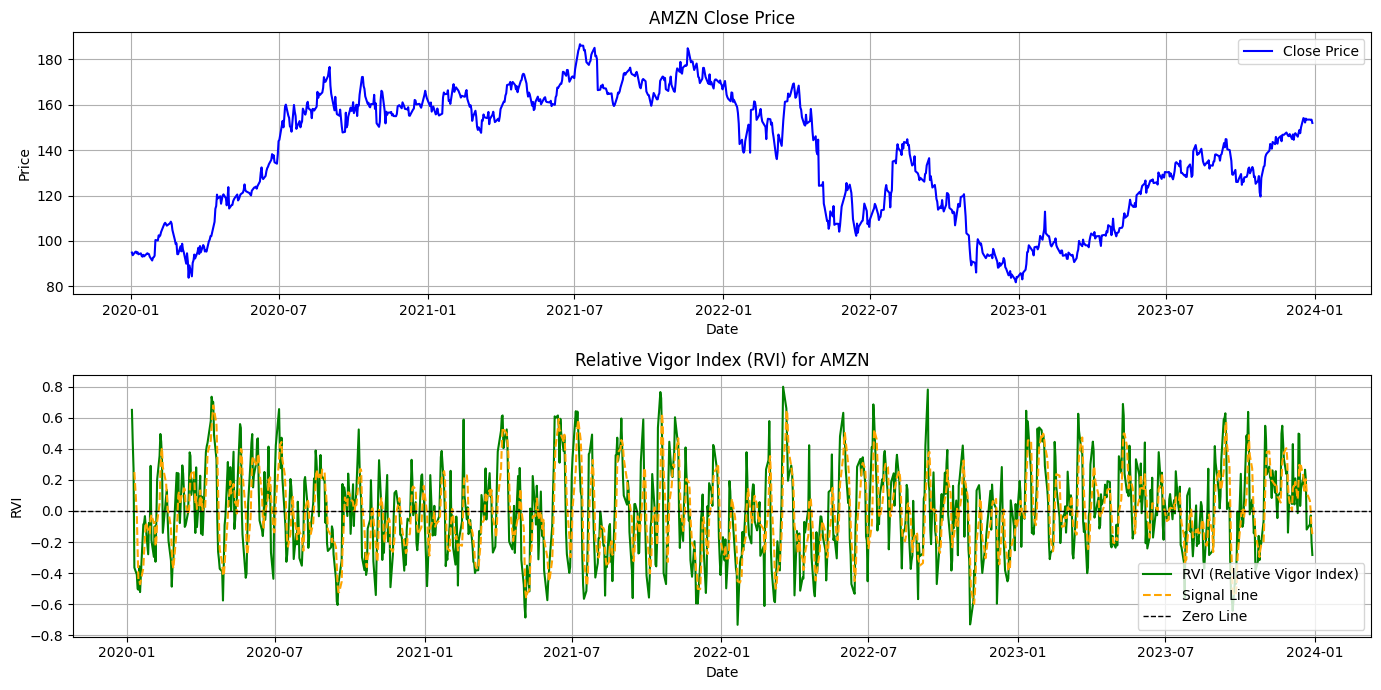 AMZN Close Price
Price
180
160
140
120
100
80
Close Price
2020-01 2020-07 2021-01 2021-07 2022-01 2022-07 2023-01 2023-07 2024-01
Date
Relative Vigor Index (RVI) for AMZN
RVI
0.8
0.6
0.4
0.2
0.0
−0.2
−0.4
−0.6
−0.8
RVI (Relative Vigor Index)
Signal Line
Zero Line
2020-01 2020-07 2021-01 2021-07 2022-01 2022-07 2023-01 2023-07 2024-01
Date